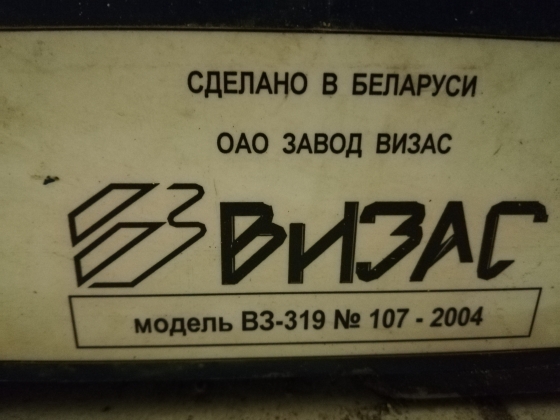 СДЕЛАНО В БЕЛАРУСИ
ОАО ЗАВОД ВИЗАС
ВИЗАС
модель ВЗ-319 № 107 - 2004